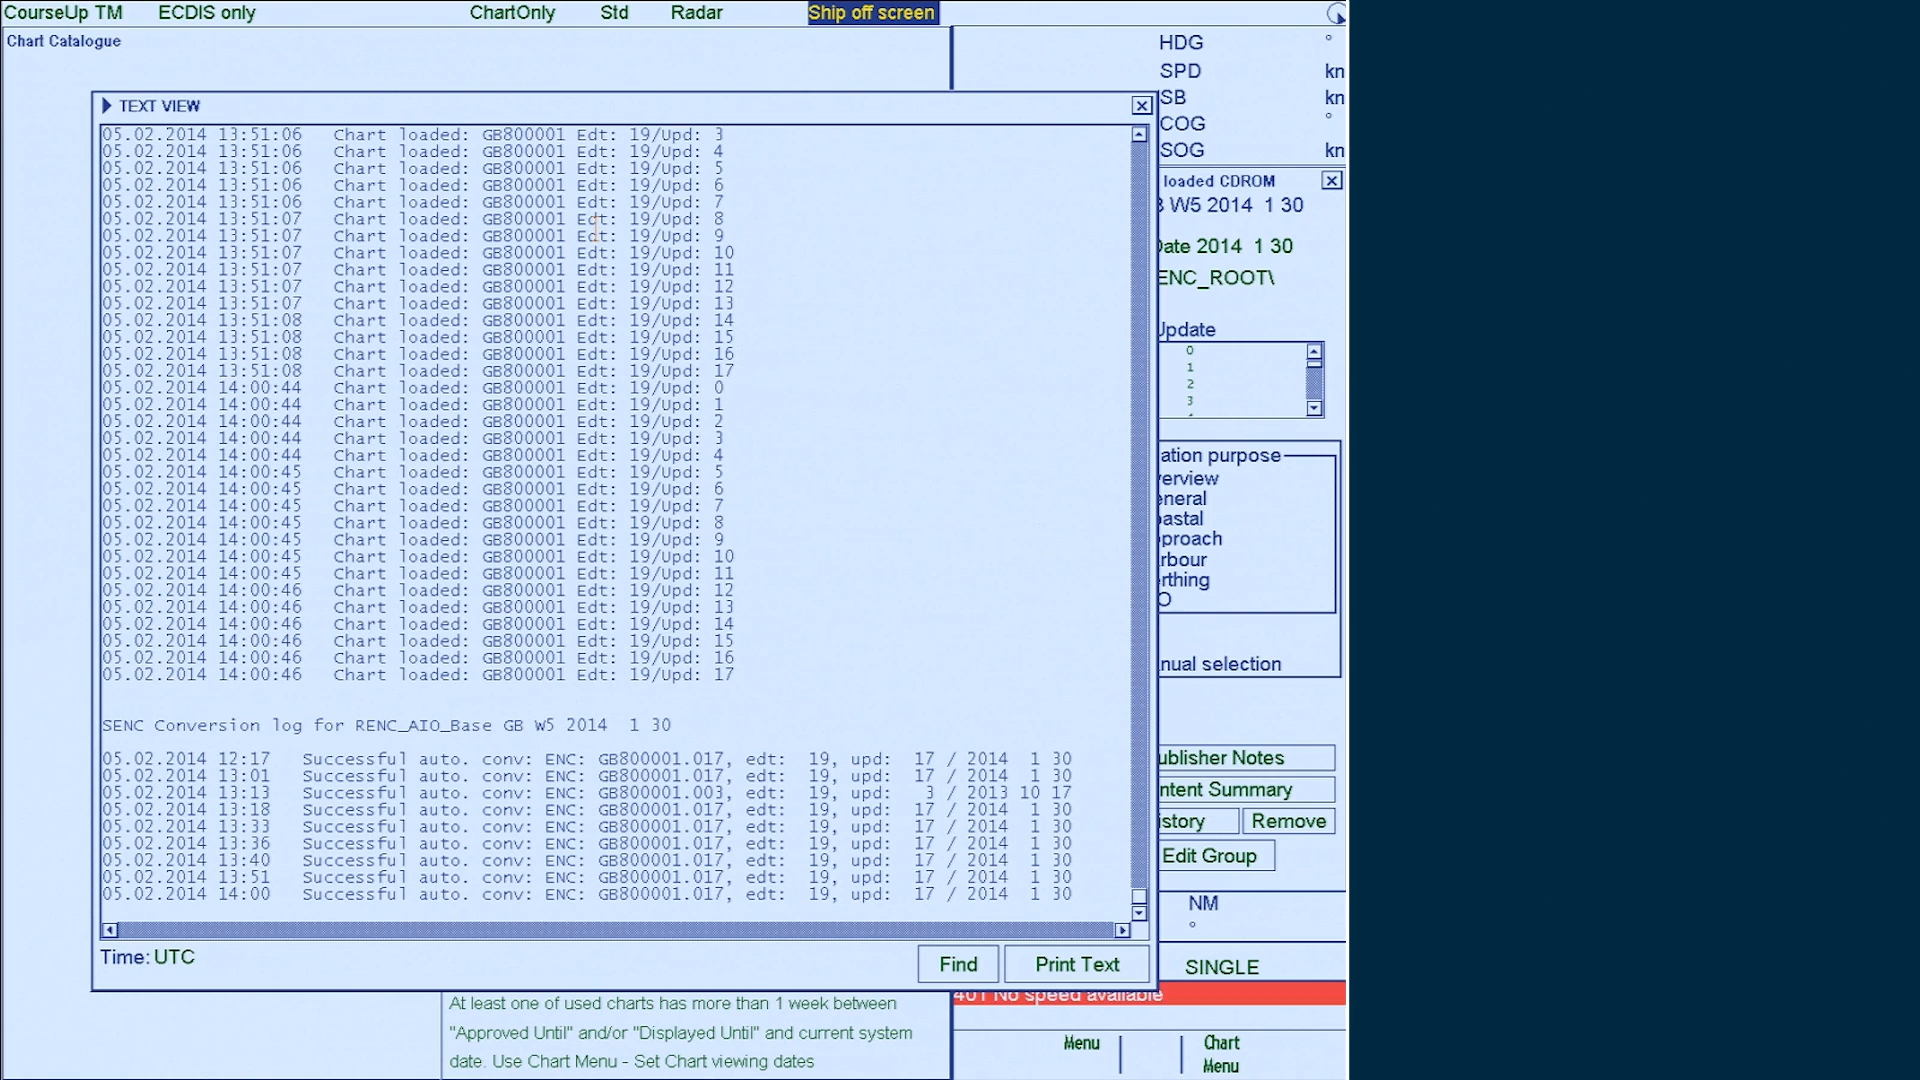 CourseUp TM ECDIS only ChartOnly Std Radar Ship off screen
Chart Catalogue
HDG °
SPD kn
SB kn
COG °
SOG kn
TEXT VIEW
05.02.2014 13:51:06 Chart loaded: GB800001 Edt: 19/Upd: 3
05.02.2014 13:51:06 Chart loaded: GB800001 Edt: 19/Upd: 4
05.02.2014 13:51:06 Chart loaded: GB800001 Edt: 19/Upd: 5
05.02.2014 13:51:06 Chart loaded: GB800001 Edt: 19/Upd: 6
05.02.2014 13:51:06 Chart loaded: GB800001 Edt: 19/Upd: 7
05.02.2014 13:51:07 Chart loaded: GB800001 Edt: 19/Upd: 8
05.02.2014 13:51:07 Chart loaded: GB800001 Edt: 19/Upd: 9
05.02.2014 13:51:07 Chart loaded: GB800001 Edt: 19/Upd: 10
05.02.2014 13:51:07 Chart loaded: GB800001 Edt: 19/Upd: 11
05.02.2014 13:51:07 Chart loaded: GB800001 Edt: 19/Upd: 12
05.02.2014 13:51:07 Chart loaded: GB800001 Edt: 19/Upd: 13
05.02.2014 13:51:08 Chart loaded: GB800001 Edt: 19/Upd: 14
05.02.2014 13:51:08 Chart loaded: GB800001 Edt: 19/Upd: 15
05.02.2014 13:51:08 Chart loaded: GB800001 Edt: 19/Upd: 16
05.02.2014 13:51:08 Chart loaded: GB800001 Edt: 19/Upd: 17
05.02.2014 14:00:44 Chart loaded: GB800001 Edt: 19/Upd: 0
05.02.2014 14:00:44 Chart loaded: GB800001 Edt: 19/Upd: 1
05.02.2014 14:00:44 Chart loaded: GB800001 Edt: 19/Upd: 2
05.02.2014 14:00:44 Chart loaded: GB800001 Edt: 19/Upd: 3
05.02.2014 14:00:44 Chart loaded: GB800001 Edt: 19/Upd: 4
05.02.2014 14:00:45 Chart loaded: GB800001 Edt: 19/Upd: 5
05.02.2014 14:00:45 Chart loaded: GB800001 Edt: 19/Upd: 6
05.02.2014 14:00:45 Chart loaded: GB800001 Edt: 19/Upd: 7
05.02.2014 14:00:45 Chart loaded: GB800001 Edt: 19/Upd: 8
05.02.2014 14:00:45 Chart loaded: GB800001 Edt: 19/Upd: 9
05.02.2014 14:00:45 Chart loaded: GB800001 Edt: 19/Upd: 10
05.02.2014 14:00:45 Chart loaded: GB800001 Edt: 19/Upd: 11
05.02.2014 14:00:46 Chart loaded: GB800001 Edt: 19/Upd: 12
05.02.2014 14:00:46 Chart loaded: GB800001 Edt: 19/Upd: 13
05.02.2014 14:00:46 Chart loaded: GB800001 Edt: 19/Upd: 14
05.02.2014 14:00:46 Chart loaded: GB800001 Edt: 19/Upd: 15
05.02.2014 14:00:46 Chart loaded: GB800001 Edt: 19/Upd: 16
05.02.2014 14:00:46 Chart loaded: GB800001 Edt: 19/Upd: 17
SENC Conversion log for RENC_AIO_Base GB W5 2014 1 30
05.02.2014 12:17 Successful auto. conv: ENC: GB800001.017, edt: 19, upd: 17 / 2014 1 30
05.02.2014 13:01 Successful auto. conv: ENC: GB800001.017, edt: 19, upd: 17 / 2014 1 30
05.02.2014 13:13 Successful auto. conv: ENC: GB800001.003, edt: 19, upd: 3 / 2013 10 17
05.02.2014 13:18 Successful auto. conv: ENC: GB800001.017, edt: 19, upd: 17 / 2014 1 30
05.02.2014 13:33 Successful auto. conv: ENC: GB800001.017, edt: 19, upd: 17 / 2014 1 30
05.02.2014 13:36 Successful auto. conv: ENC: GB800001.017, edt: 19, upd: 17 / 2014 1 30
05.02.2014 13:40 Successful auto. conv: ENC: GB800001.017, edt: 19, upd: 17 / 2014 1 30
05.02.2014 13:51 Successful auto. conv: ENC: GB800001.017, edt: 19, upd: 17 / 2014 1 30
05.02.2014 14:00 Successful auto. conv: ENC: GB800001.017, edt: 19, upd: 17 / 2014 1 30
Time: UTC
Find Print Text
loaded CDROM
W5 2014 1 30
Date 2014 1 30
ENC_ROOT\
Update
0
1
2
3
ation purpose
verview
eneral
oastal
pproach
rbour
rthing
O
nual selection
ublisher Notes
ntent Summary
istory Remove
Edit Group
NM
°
SINGLE
401 No speed available
At least one of used charts has more than 1 week between
"Approved Until" and/or "Displayed Until" and current system
date. Use Chart Menu - Set Chart viewing dates
Menu
Chart
Menu